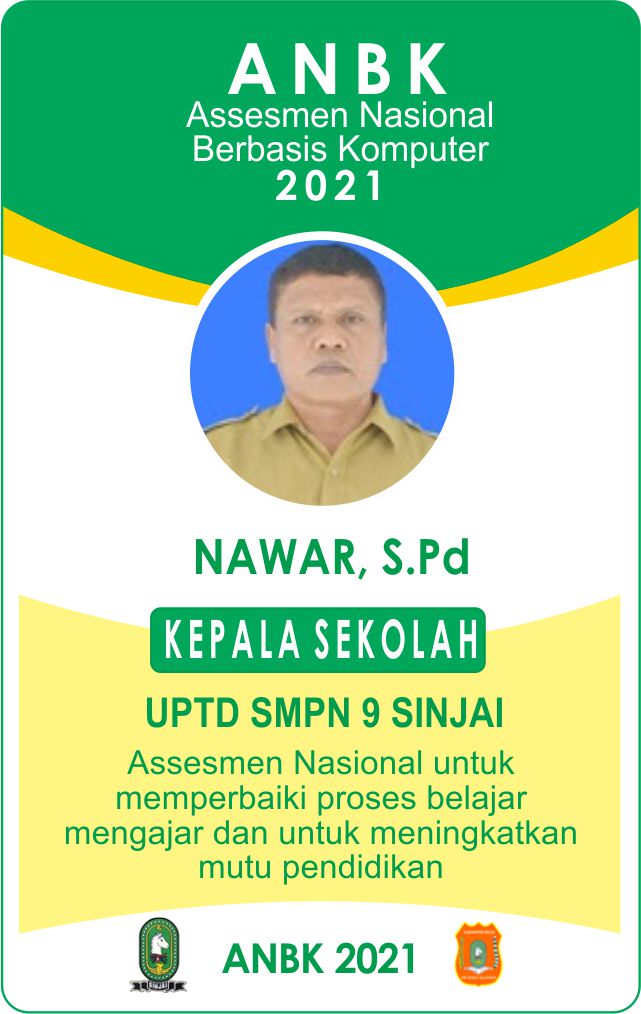 ANBK
Assesmen Nasional
Berbasis Komputer
2021
NAWAR, S.Pd
KEPALA SEKOLAH
UPTD SMPN 9 SINJAI
Assesmen Nasional untuk
memperbaiki proses belajar
mengajar dan untuk meningkatkan
mutu pendidikan
SINJAI
ANBK 2021